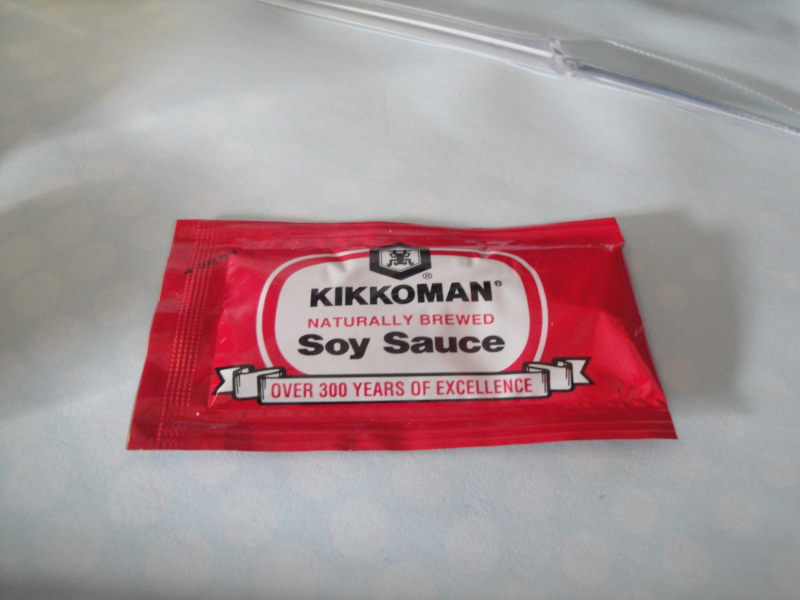 ®
KIKKOMAN®
NATURALLY BREWED
Soy Sauce
OVER 300 YEARS OF EXCELLENCE